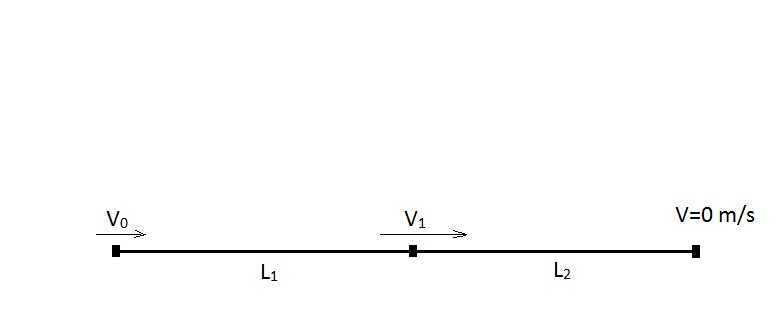 V₀
V₁
V=0 m/s
L₁
L₂